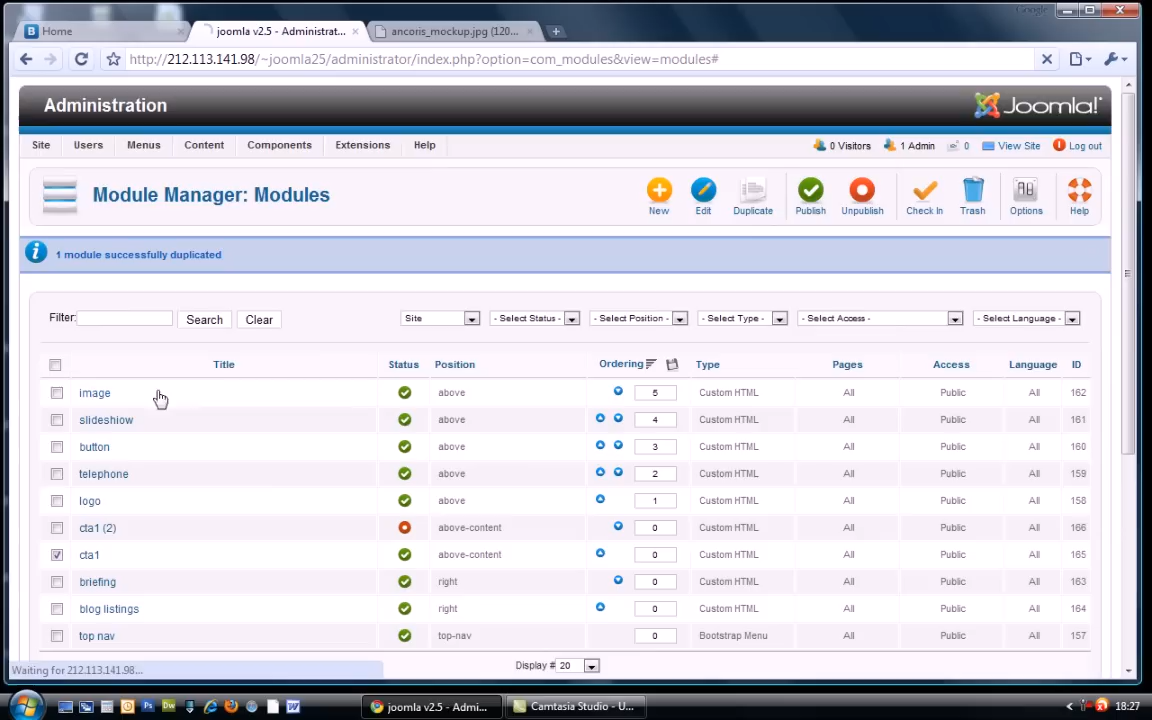 Google
Home
joomla v2.5 - Administrat...
ancoris_mockup.jpg (120...
http://212.113.141.98/~joomla25/administrator/index.php?option=com_modules&view=modules#
Administration
Joomla!
Site Users Menus Content Components Extensions Help
0 Visitors 1 Admin 0 View Site Log out
Module Manager: Modules
New Edit Duplicate Publish Unpublish Check In Trash Options Help
1 module successfully duplicated
Filter: Search Clear Site - Select Status - - Select Position - - Select Type - - Select Access - - Select Language -
Title Status Position Ordering Type Pages Access Language ID
image above 5 Custom HTML All Public All 162
slideshiow above 4 Custom HTML All Public All 161
button above 3 Custom HTML All Public All 160
telephone above 2 Custom HTML All Public All 159
logo above 1 Custom HTML All Public All 158
cta1 (2) above-content 0 Custom HTML All Public All 166
cta1 above-content 0 Custom HTML All Public All 165
briefing right 0 Custom HTML All Public All 163
blog listings right 0 Custom HTML All Public All 164
top nav top-nav 0 Bootstrap Menu All Public All 157
Display # 20
Waiting for 212.113.141.98...
joomla v2.5 - Admi...
Camtasia Studio - U...
18:27